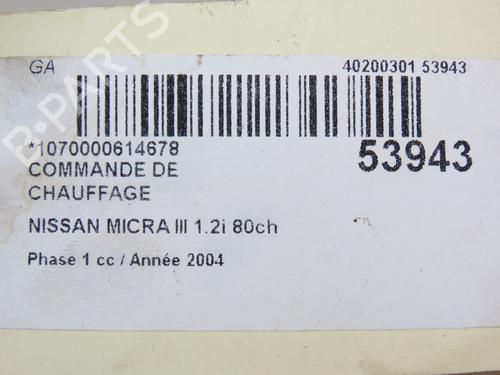 B-PARTS
GA
40200301 53943
*1070000614678
53943
COMMANDE DE
CHAUFFAGE
NISSAN MICRA III 1.2i 80ch
Phase 1 cc / Année 2004